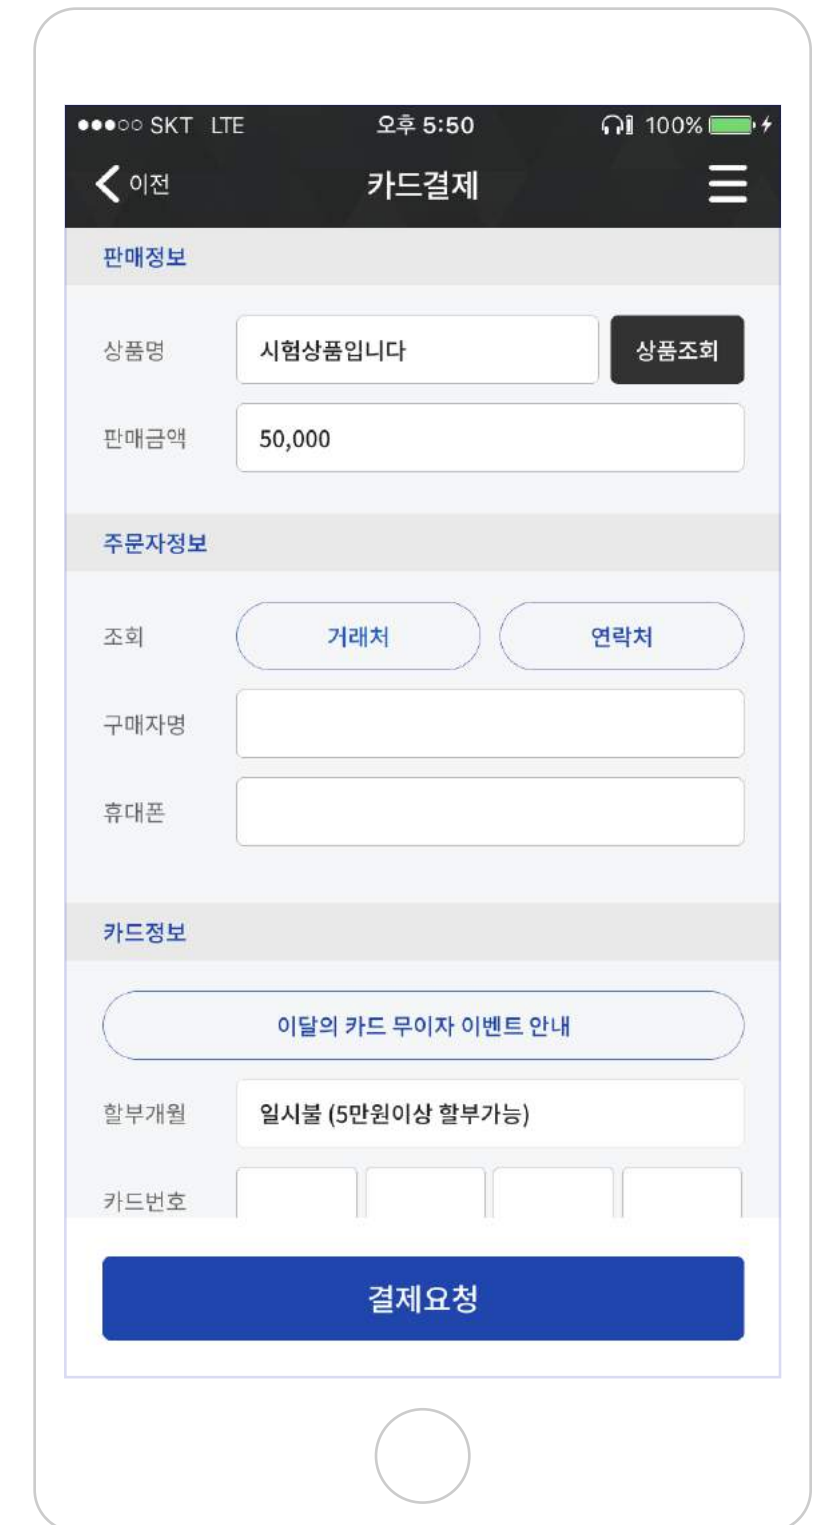 SKT LTE 오후 5:50 100%
이전 카드결제
판매정보
상품명 시험상품입니다 상품조회
판매금액 50,000
주문자정보
조회 거래처 연락처
구매자명
휴대폰
카드정보
이달의 카드 무이자 이벤트 안내
할부개월 일시불 (5만원이상 할부가능)
카드번호
결제요청